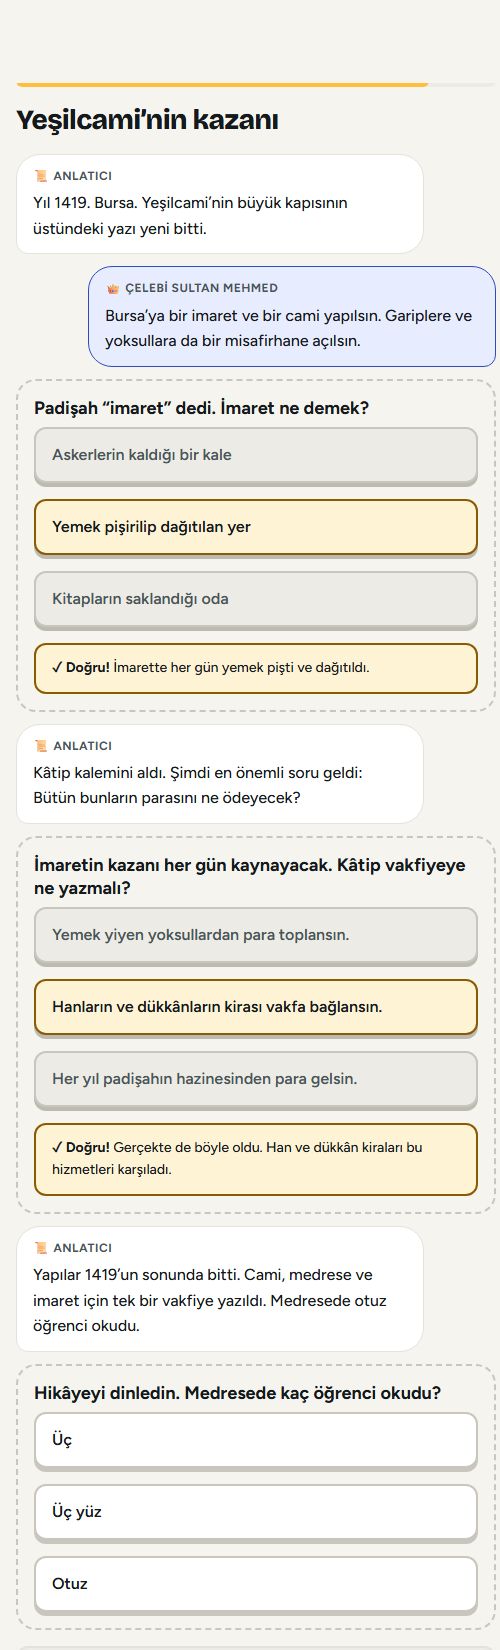 Yeşilcami’nin kazanı
ANLATICI
Yıl 1419. Bursa. Yeşilcami’nin büyük kapısının
üstündeki yazı yeni bitti.
ÇELEBİ SULTAN MEHMED
Bursa’ya bir imaret ve bir cami yapılsın. Gariplere ve
yoksullara da bir misafirhane açılsın.
Padişah “imaret” dedi. İmaret ne demek?
Askerlerin kaldığı bir kale
Yemek pişirilip dağıtılan yer
Kitapların saklandığı oda
✓ Doğru! İmarette her gün yemek pişti ve dağıtıldı.
ANLATICI
Kâtip kalemini aldı. Şimdi en önemli soru geldi:
Bütün bunların parasını ne ödeyecek?
İmaretin kazanı her gün kaynayacak. Kâtip vakfiyeye
ne yazmalı?
Yemek yiyen yoksullardan para toplansın.
Hanların ve dükkânların kirası vakfa bağlansın.
Her yıl padişahın hazinesinden para gelsin.
✓ Doğru! Gerçekte de böyle oldu. Han ve dükkân kiraları bu
hizmetleri karşıladı.
ANLATICI
Yapılar 1419’un sonunda bitti. Cami, medrese ve
imaret için tek bir vakfiye yazıldı. Medresede otuz
öğrenci okudu.
Hikâyeyi dinledin. Medresede kaç öğrenci okudu?
Üç
Üç yüz
Otuz